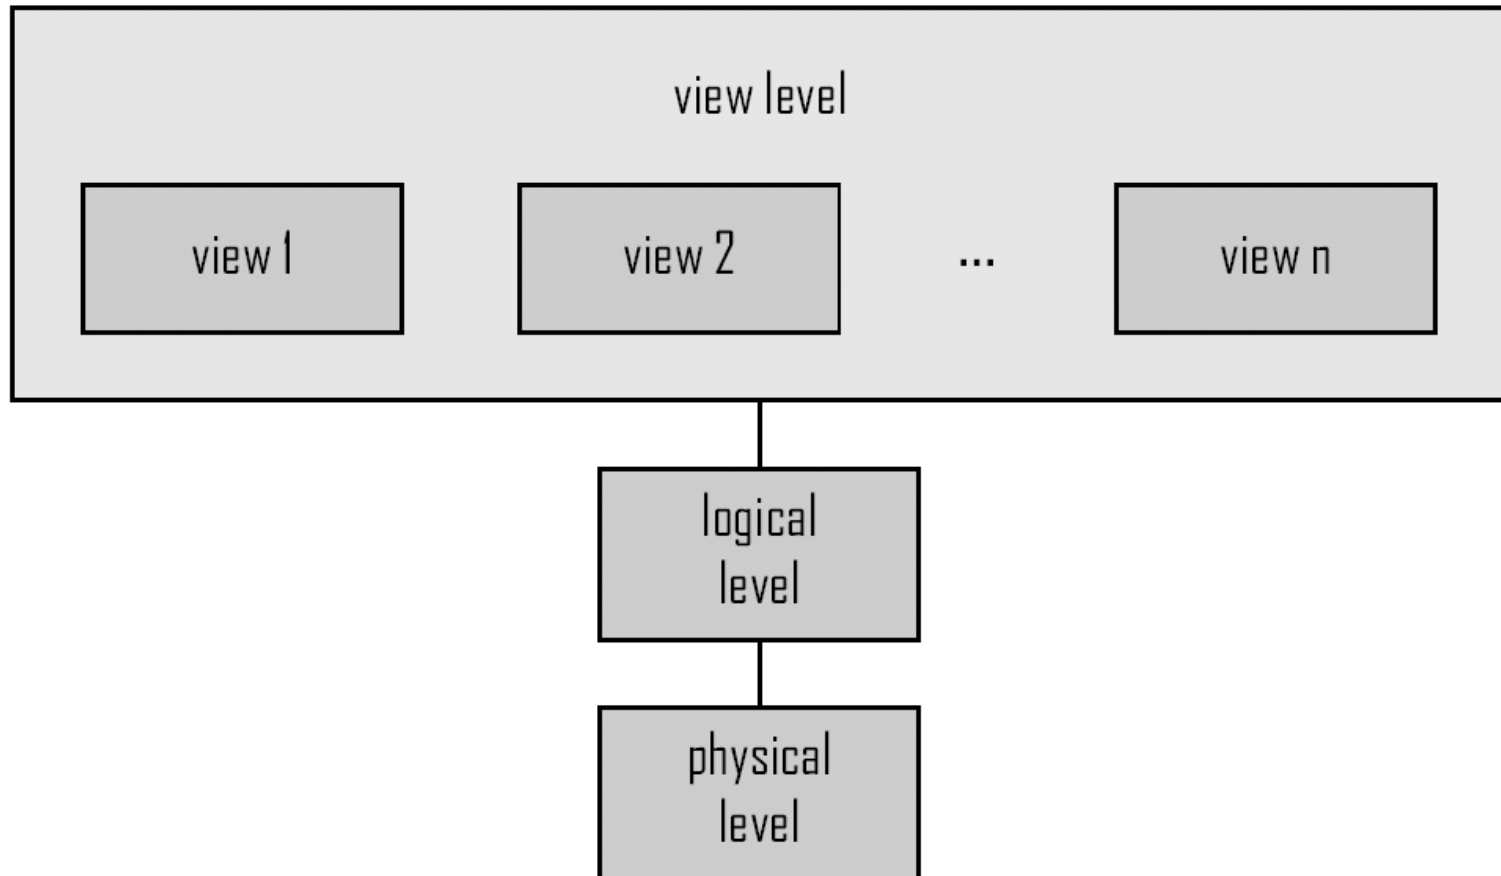 view level
view 1
view 2
...
view n
logical
level
physical
level